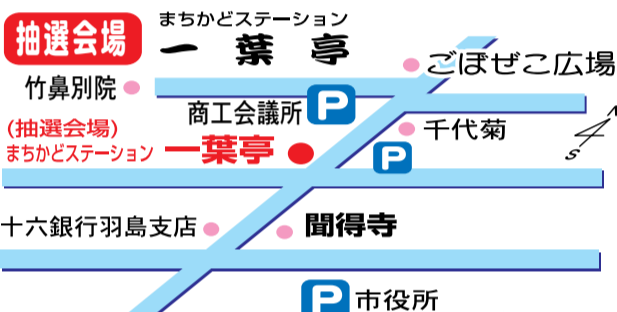 抽選会場
まちかどステーション
一葉亭
ごぼぜこ広場
竹鼻別院
商工会議所 P
千代菊
(抽選会場)
まちかどステーション 一葉亭
P
N
S
十六銀行羽島支店
聞得寺
P 市役所